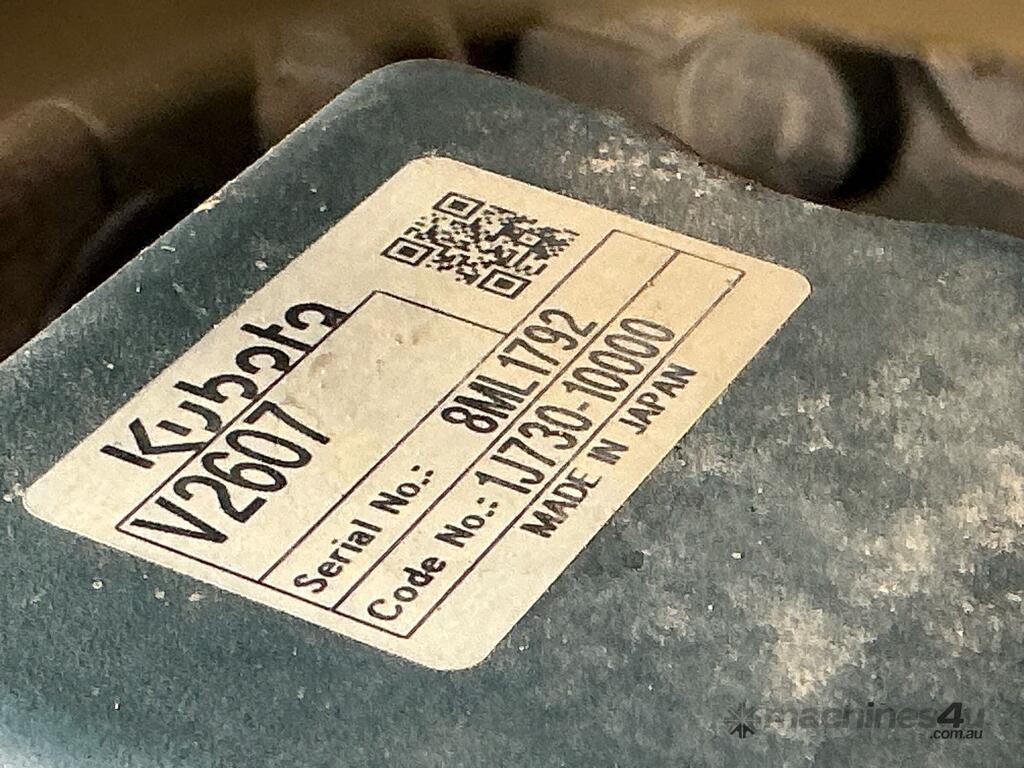 Kubota
V2607
Serial No.: 8ML1792
Code No.: 1J730-10000
MADE IN JAPAN
machines4u
.com.au